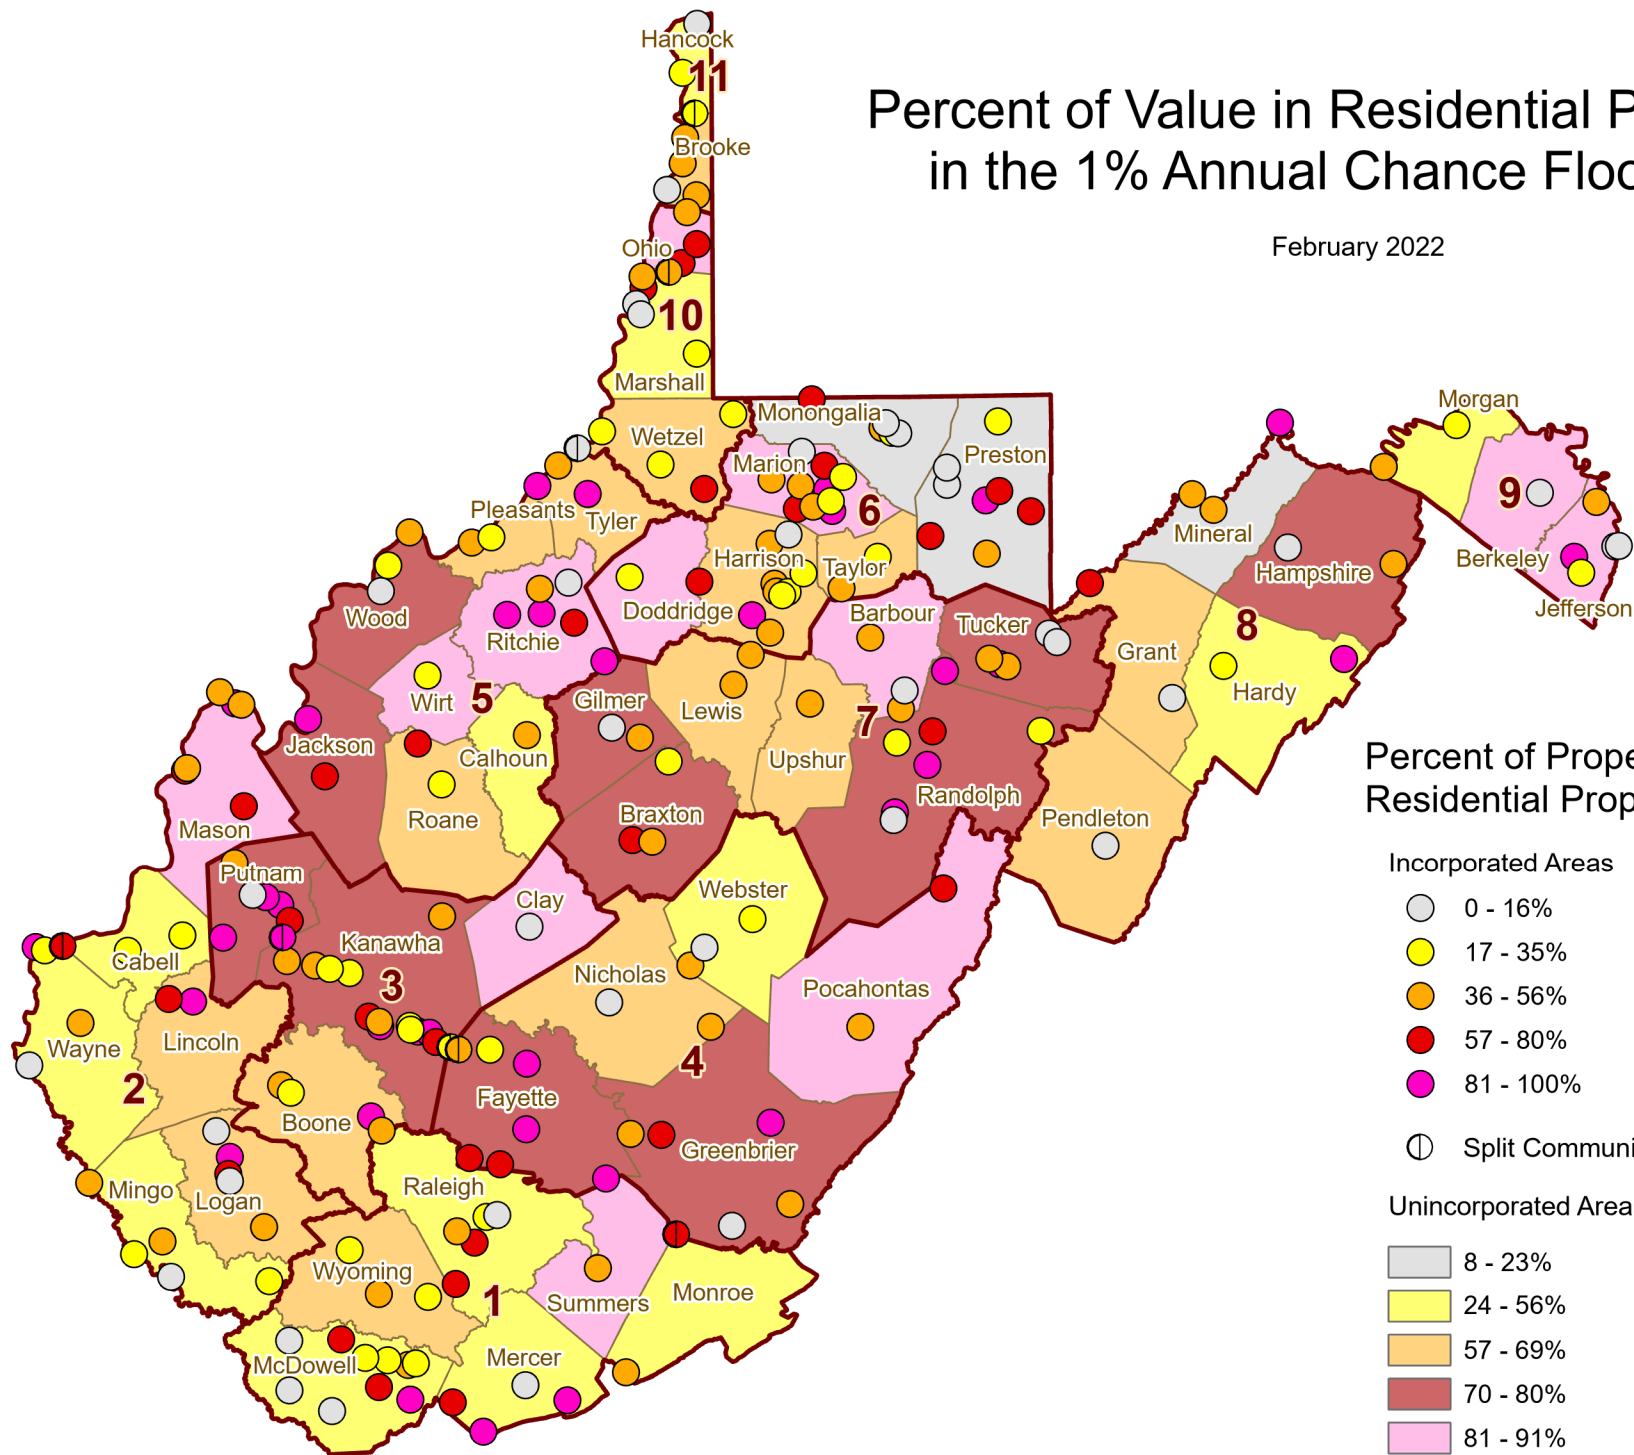 Percent of Value in Residential P
in the 1% Annual Chance Floo
February 2022
Hancock
11
Brooke
Ohio
10
Marshall
Wetzel
Monongalia
Preston
Marion
6
Pleasants
Tyler
Harrison
Taylor
Morgan
9
Berkeley
Jefferson
Mineral
Hampshire
Wood
Ritchie
Doddridge
Barbour
Tucker
Grant
8
Hardy
Wirt
5
Gilmer
Lewis
7
Upshur
Jackson
Calhoun
Roane
Braxton
Randolph
Pendleton
Mason
Putnam
Clay
Webster
Kanawha
3
Cabell
Nicholas
Pocahontas
Wayne
2
Lincoln
Boone
Fayette
4
Greenbrier
Mingo
Logan
Raleigh
Wyoming
1
Summers
Monroe
McDowell
Mercer
Percent of Prope
Residential Prop
Incorporated Areas
0 - 16%
17 - 35%
36 - 56%
57 - 80%
81 - 100%
Split Communi
Unincorporated Area
8 - 23%
24 - 56%
57 - 69%
70 - 80%
81 - 91%